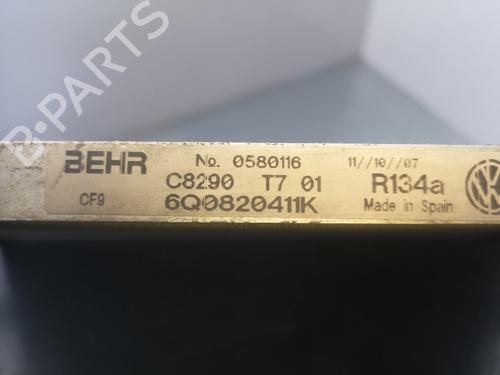 BEHR No. 0580116 11//10//07
C8290 T7 01 R134a
CF9 6Q0820411K Made in Spain
B-PARTS